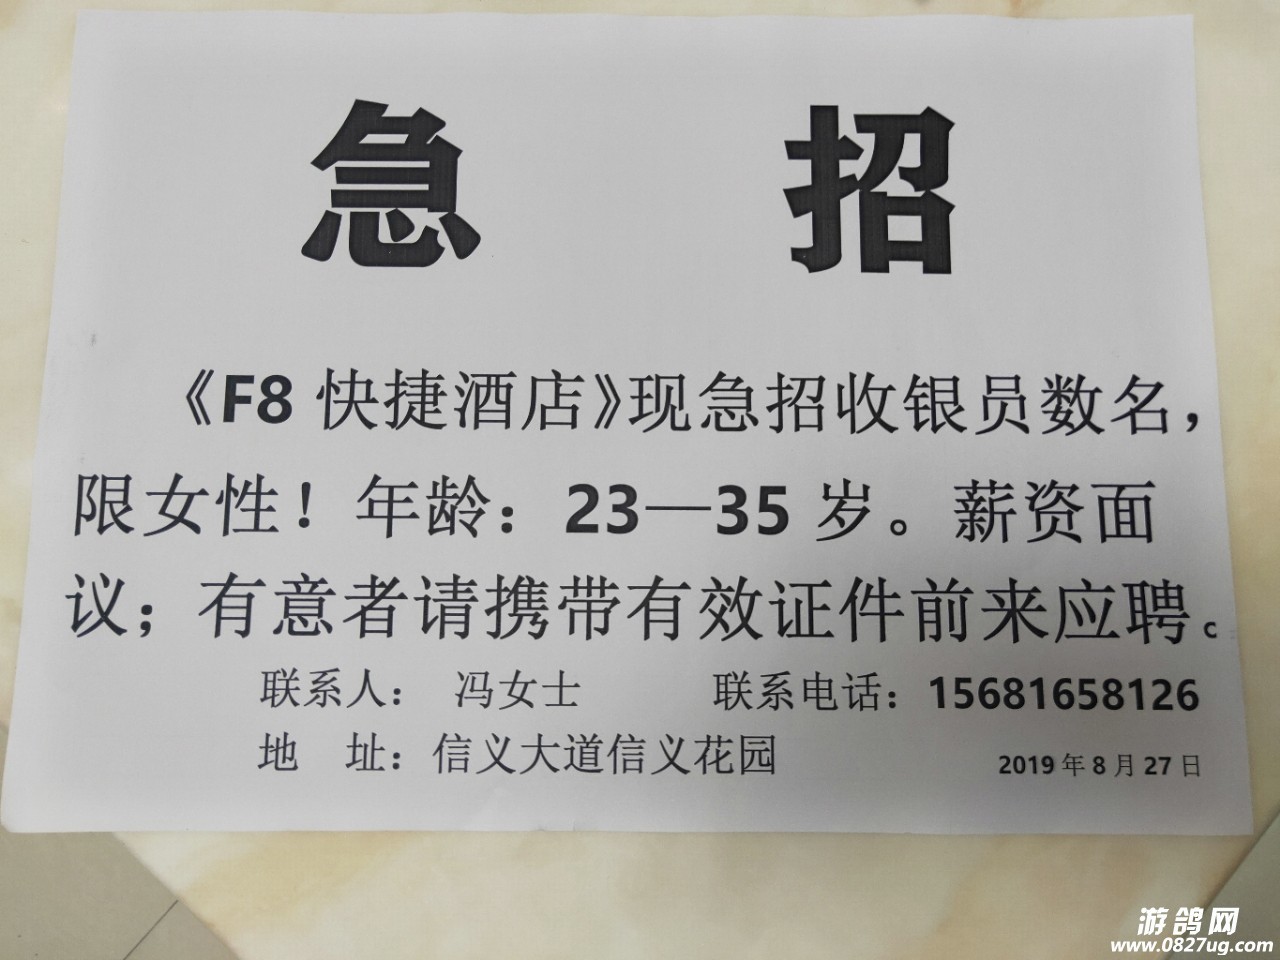 急 招
《F8 快捷酒店》现急招收银员数名，
限女性！年龄：23—35 岁。薪资面
议；有意者请携带有效证件前来应聘。
联系人： 冯女士 联系电话：15681658126
地 址：信义大道信义花园 2019 年 8 月 27 日
游鸽网
www.0827ug.com